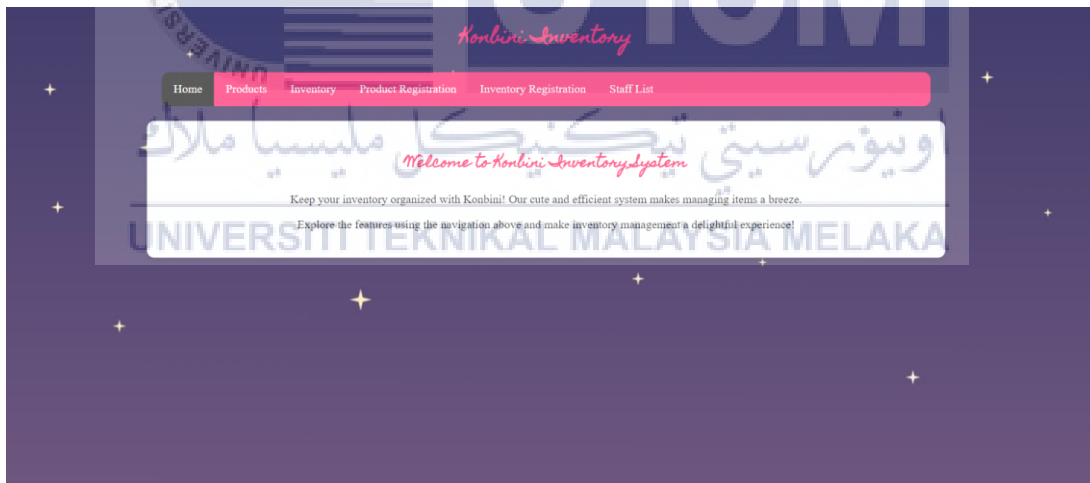 UTeM
Konbini Inventory
UNIVERSI
Home Products Inventory Product Registration Inventory Registration Staff List
اونيۏرسيتي تيكنيكل مليسيا ملاك
Welcome to Konbini Inventory System
Keep your inventory organized with Konbini! Our cute and efficient system makes managing items a breeze.
Explore the features using the navigation above and make inventory management a delightful experience!
UNIVERSITI TEKNIKAL MALAYSIA MELAKA